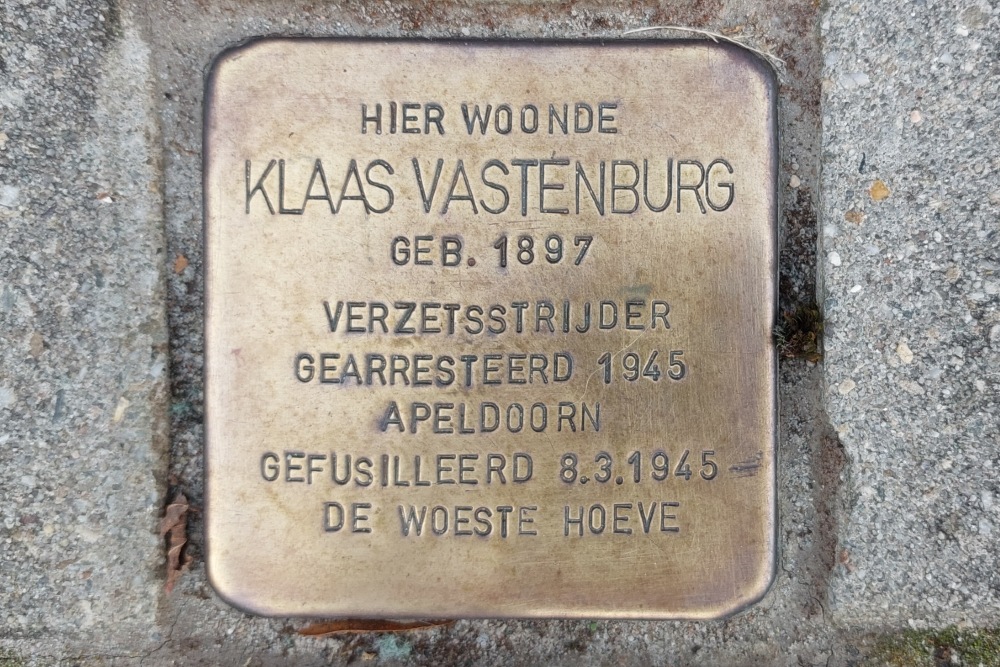 HIER WOONDE
KLAAS VASTENBURG
GEB. 1897
VERZETSSTRIJDER
GEARRESTEERD 1945
APELDOORN
GEFUSILLEERD 8.3.1945
DE WOESTE HOEVE